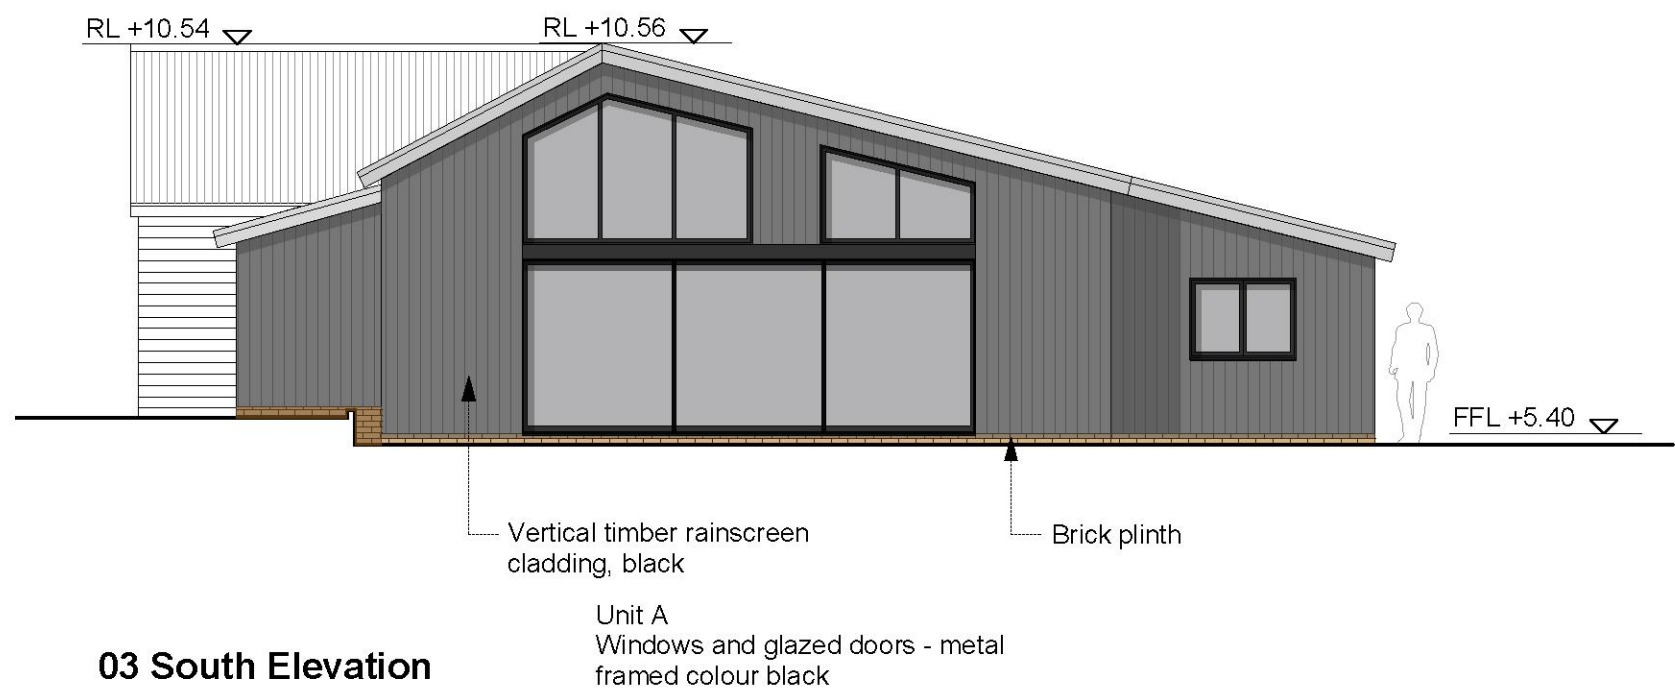 RL +10.54
RL +10.56
FFL +5.40
Vertical timber rainscreen
cladding, black
Brick plinth
Unit A
Windows and glazed doors - metal
framed colour black
03 South Elevation